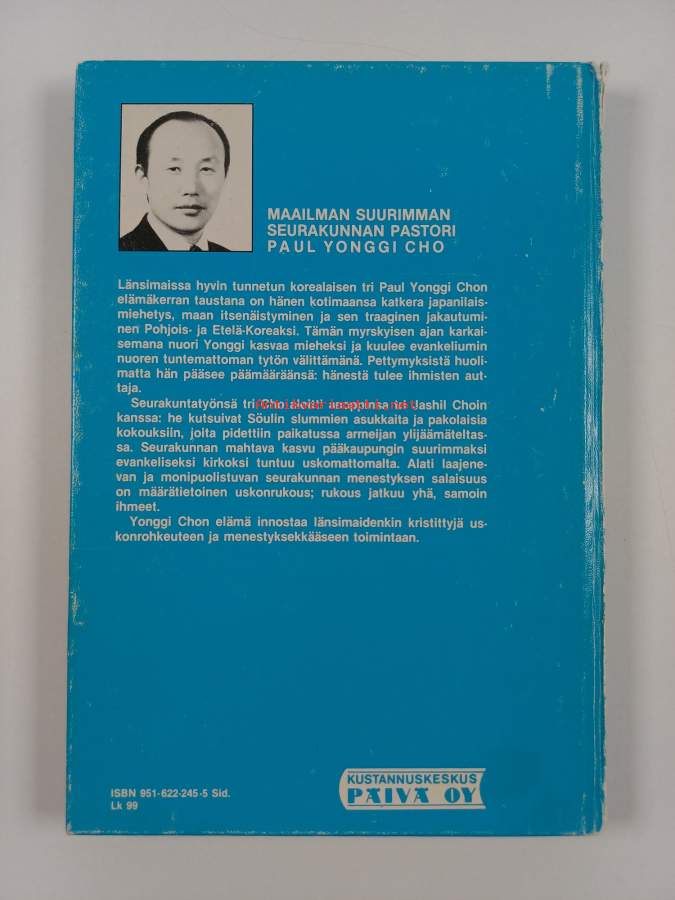 MAAILMAN SUURIMMAN
SEURAKUNNAN PASTORI
PAUL YONGGI CHO
Länsimaissa hyvin tunnetun korealaisen tri Paul Yonggi Chon
elämäkerran taustana on hänen kotimaansa katkera japanilais-
miehetys, maan itsenäistyminen ja sen traaginen jakautumi-
nen Pohjois- ja Etelä-Koreaksi. Tämän myrskyisen ajan karkai-
semana nuori Yonggi kasvaa mieheksi ja kuulee evankeliumin
nuoren tuntemattoman tytön välittämänä. Pettymyksistä huoli-
matta hän pääsee päämääräänsä: hänestä tulee ihmisten aut-
taja.
Seurakuntatyönsä tri Cho aloitti anoppinsa tri Jashil Choin
kanssa: he kutsuivat Söulin slummien asukkaita ja pakolaisia
kokouksiin, joita pidettiin paikatussa armeijan ylijäämäteltas-
sa. Seurakunnan mahtava kasvu pääkaupungin suurimmaksi
evankeliseksi kirkoksi tuntuu uskomattomalta. Alati laajene-
van ja monipuolistuvan seurakunnan menestyksen salaisuus
on määrätietoinen uskonrukous; rukous jatkuu yhä, samoin
ihmeet.
Yonggi Chon elämä innostaa länsimaidenkin kristittyjä us-
konrohkeuteen ja menestyksekkääseen toimintaan.
ISBN 951-622-245-5 Sid.
Lk 99
KUSTANNUSKESKUS
PÄIVÄ OY